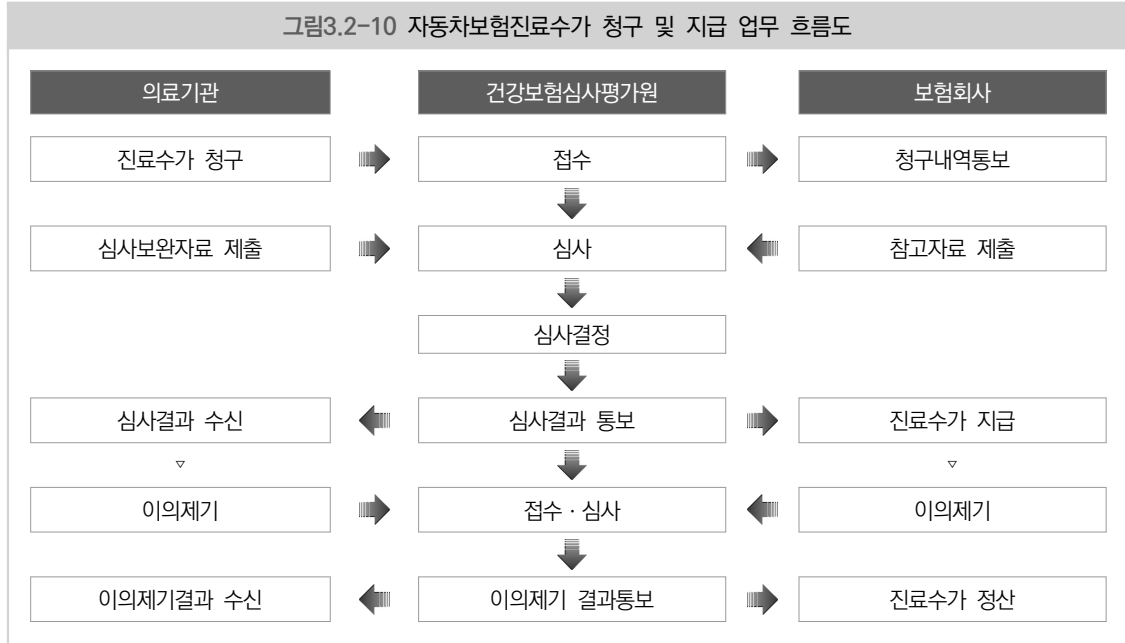 그림3.2-10 자동차보험진료수가 청구 및 지급 업무 흐름도
의료기관 건강보험심사평가원 보험회사
진료수가 청구 접수 청구내역통보
심사보완자료 제출 심사 참고자료 제출
심사결정
심사결과 수신 심사결과 통보 진료수가 지급
이의제기 접수 · 심사 이의제기
이의제기결과 수신 이의제기 결과통보 진료수가 정산